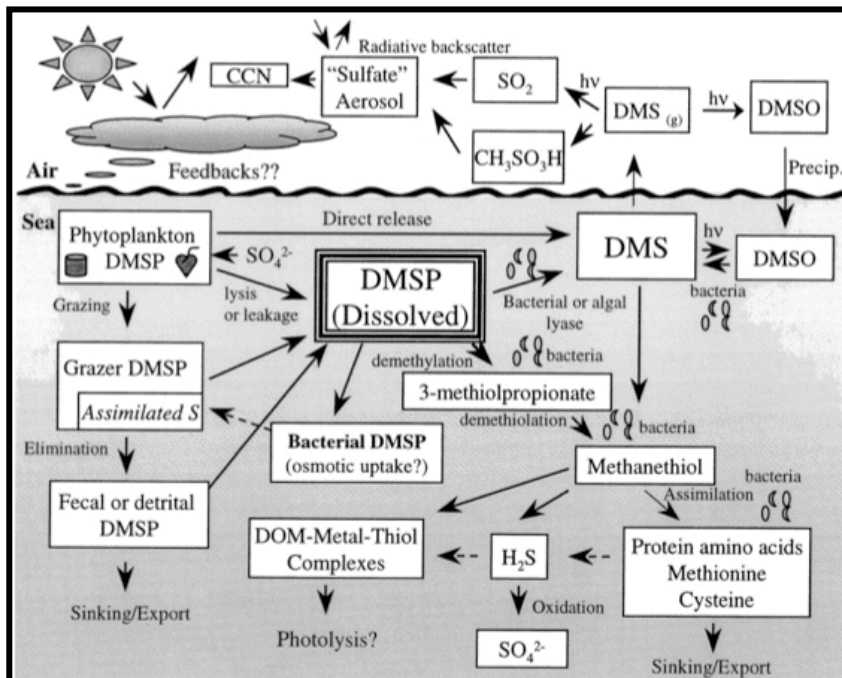 Radiative backscatter
CCN
“Sulfate”
Aerosol
SO₂
hν
DMS (g)
hν
DMSO
CH₃SO₃H
Air
Feedbacks??
Precip.
Sea
Phytoplankton
DMSP
SO₄²⁻
Direct release
DMS
hν
DMSO
bacteria
Grazing
lysis
or leakage
DMSP
(Dissolved)
Bacterial or algal
lyase
demethylation
bacteria
Grazer DMSP
Assimilated S
3-methiolpropionate
demethiolation
bacteria
Elimination
Bacterial DMSP
(osmotic uptake?)
Methanethiol
Assimilation
bacteria
Fecal or detrital
DMSP
DOM-Metal-Thiol
Complexes
H₂S
Protein amino acids
Methionine
Cysteine
Oxidation
Sinking/Export
Photolysis?
SO₄²⁻
Sinking/Export